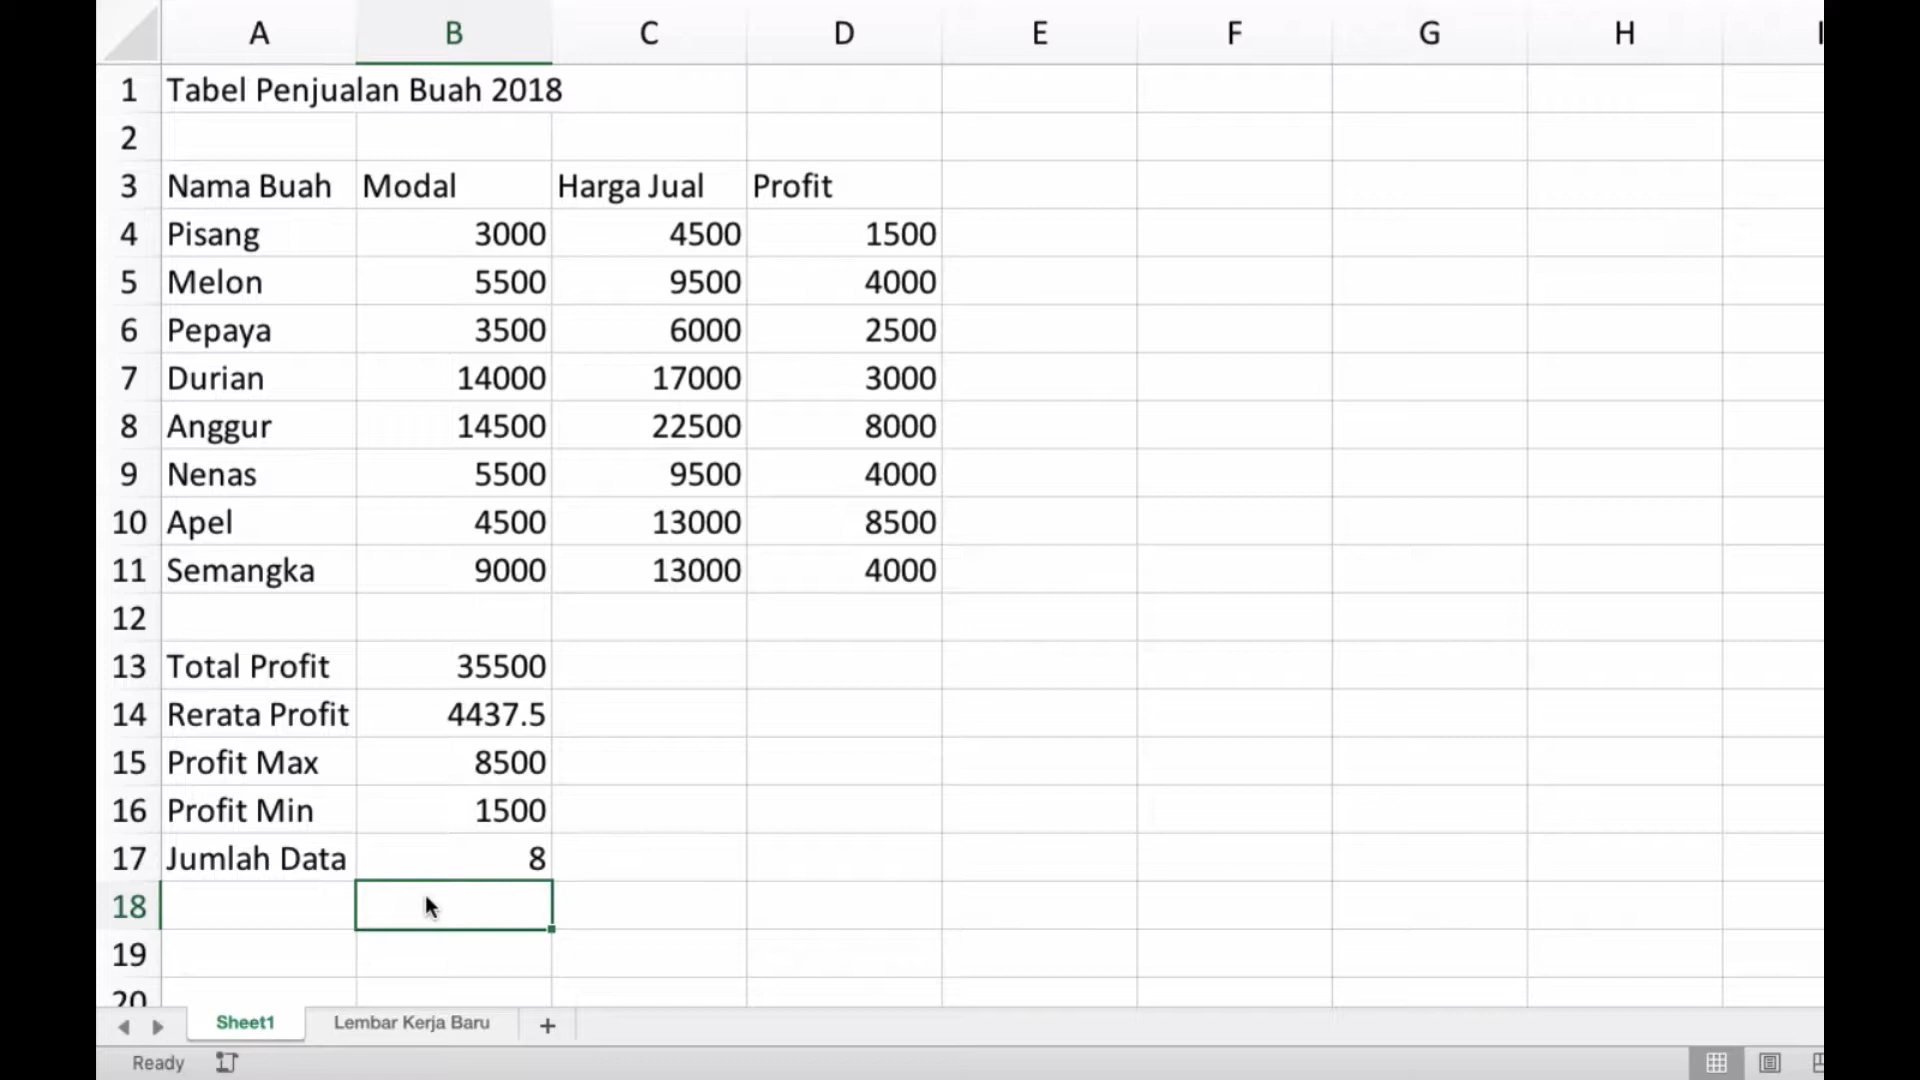 A B C D E F G H I
1 Tabel Penjualan Buah 2018
2
3 Nama Buah Modal Harga Jual Profit
4 Pisang 3000 4500 1500
5 Melon 5500 9500 4000
6 Pepaya 3500 6000 2500
7 Durian 14000 17000 3000
8 Anggur 14500 22500 8000
9 Nenas 5500 9500 4000
10 Apel 4500 13000 8500
11 Semangka 9000 13000 4000
12
13 Total Profit 35500
14 Rerata Profit 4437.5
15 Profit Max 8500
16 Profit Min 1500
17 Jumlah Data 8
18
19
20
Sheet1 Lembar Kerja Baru +
Ready